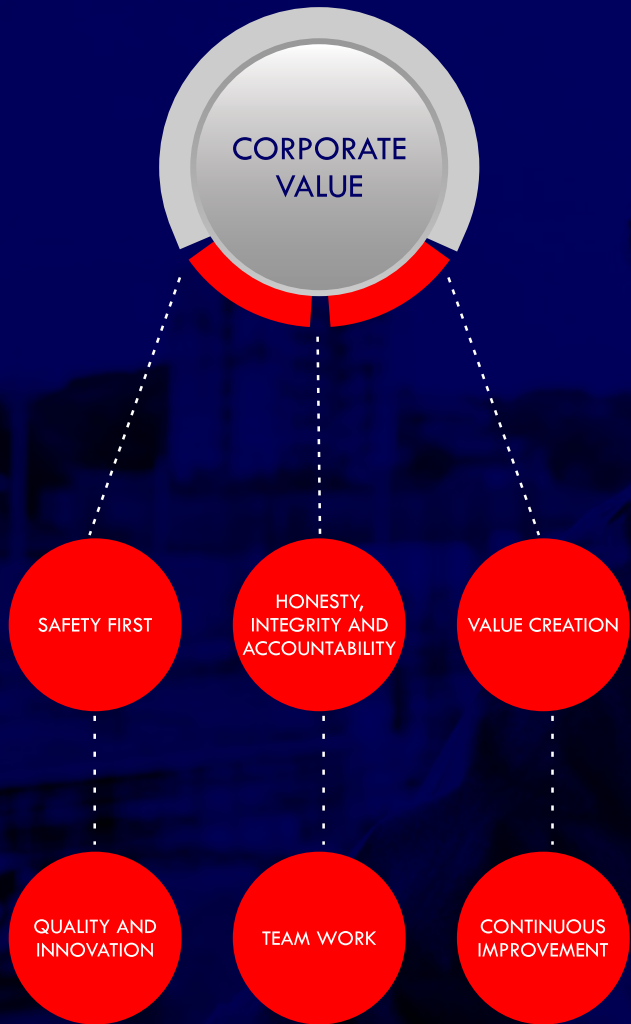 CORPORATE
VALUE
SAFETY FIRST
HONESTY,
INTEGRITY AND
ACCOUNTABILITY
VALUE CREATION
QUALITY AND
INNOVATION
TEAM WORK
CONTINUOUS
IMPROVEMENT